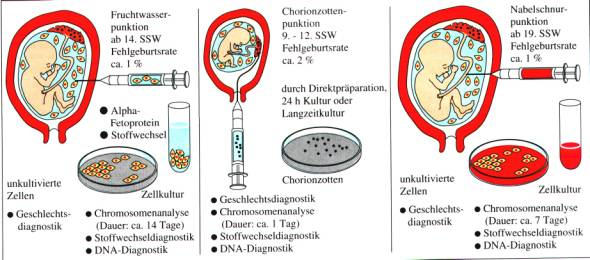 Fruchtwasser-
punktion
ab 14. SSW
Fehlgeburtsrate
ca. 1 %
● Alpha-
Fetoprotein
● Stoffwechsel
unkultivierte
Zellen
Zellkultur
● Geschlechts-
diagnostik
● Chromosomenanalyse
(Dauer: ca. 14 Tage)
● Stoffwechseldiagnostik
● DNA-Diagnostik
Chorionzotten-
punktion
9. - 12. SSW
Fehlgeburtsrate
ca. 2 %
durch Direktpräparation,
24 h Kultur oder
Langzeitkultur
Chorionzotten
● Geschlechtsdiagnostik
● Chromosomenanalyse
(Dauer: ca. 1 Tag)
● Stoffwechseldiagnostik
● DNA-Diagnostik
Nabelschnur-
punktion
ab 19. SSW
Fehlgeburtsrate
ca. 1 %
unkultivierte
Zellen
Zellkultur
● Geschlechts-
diagnostik
● Chromosomenanalyse
(Dauer: ca. 7 Tage)
● Stoffwechseldiagnostik
● DNA-Diagnostik